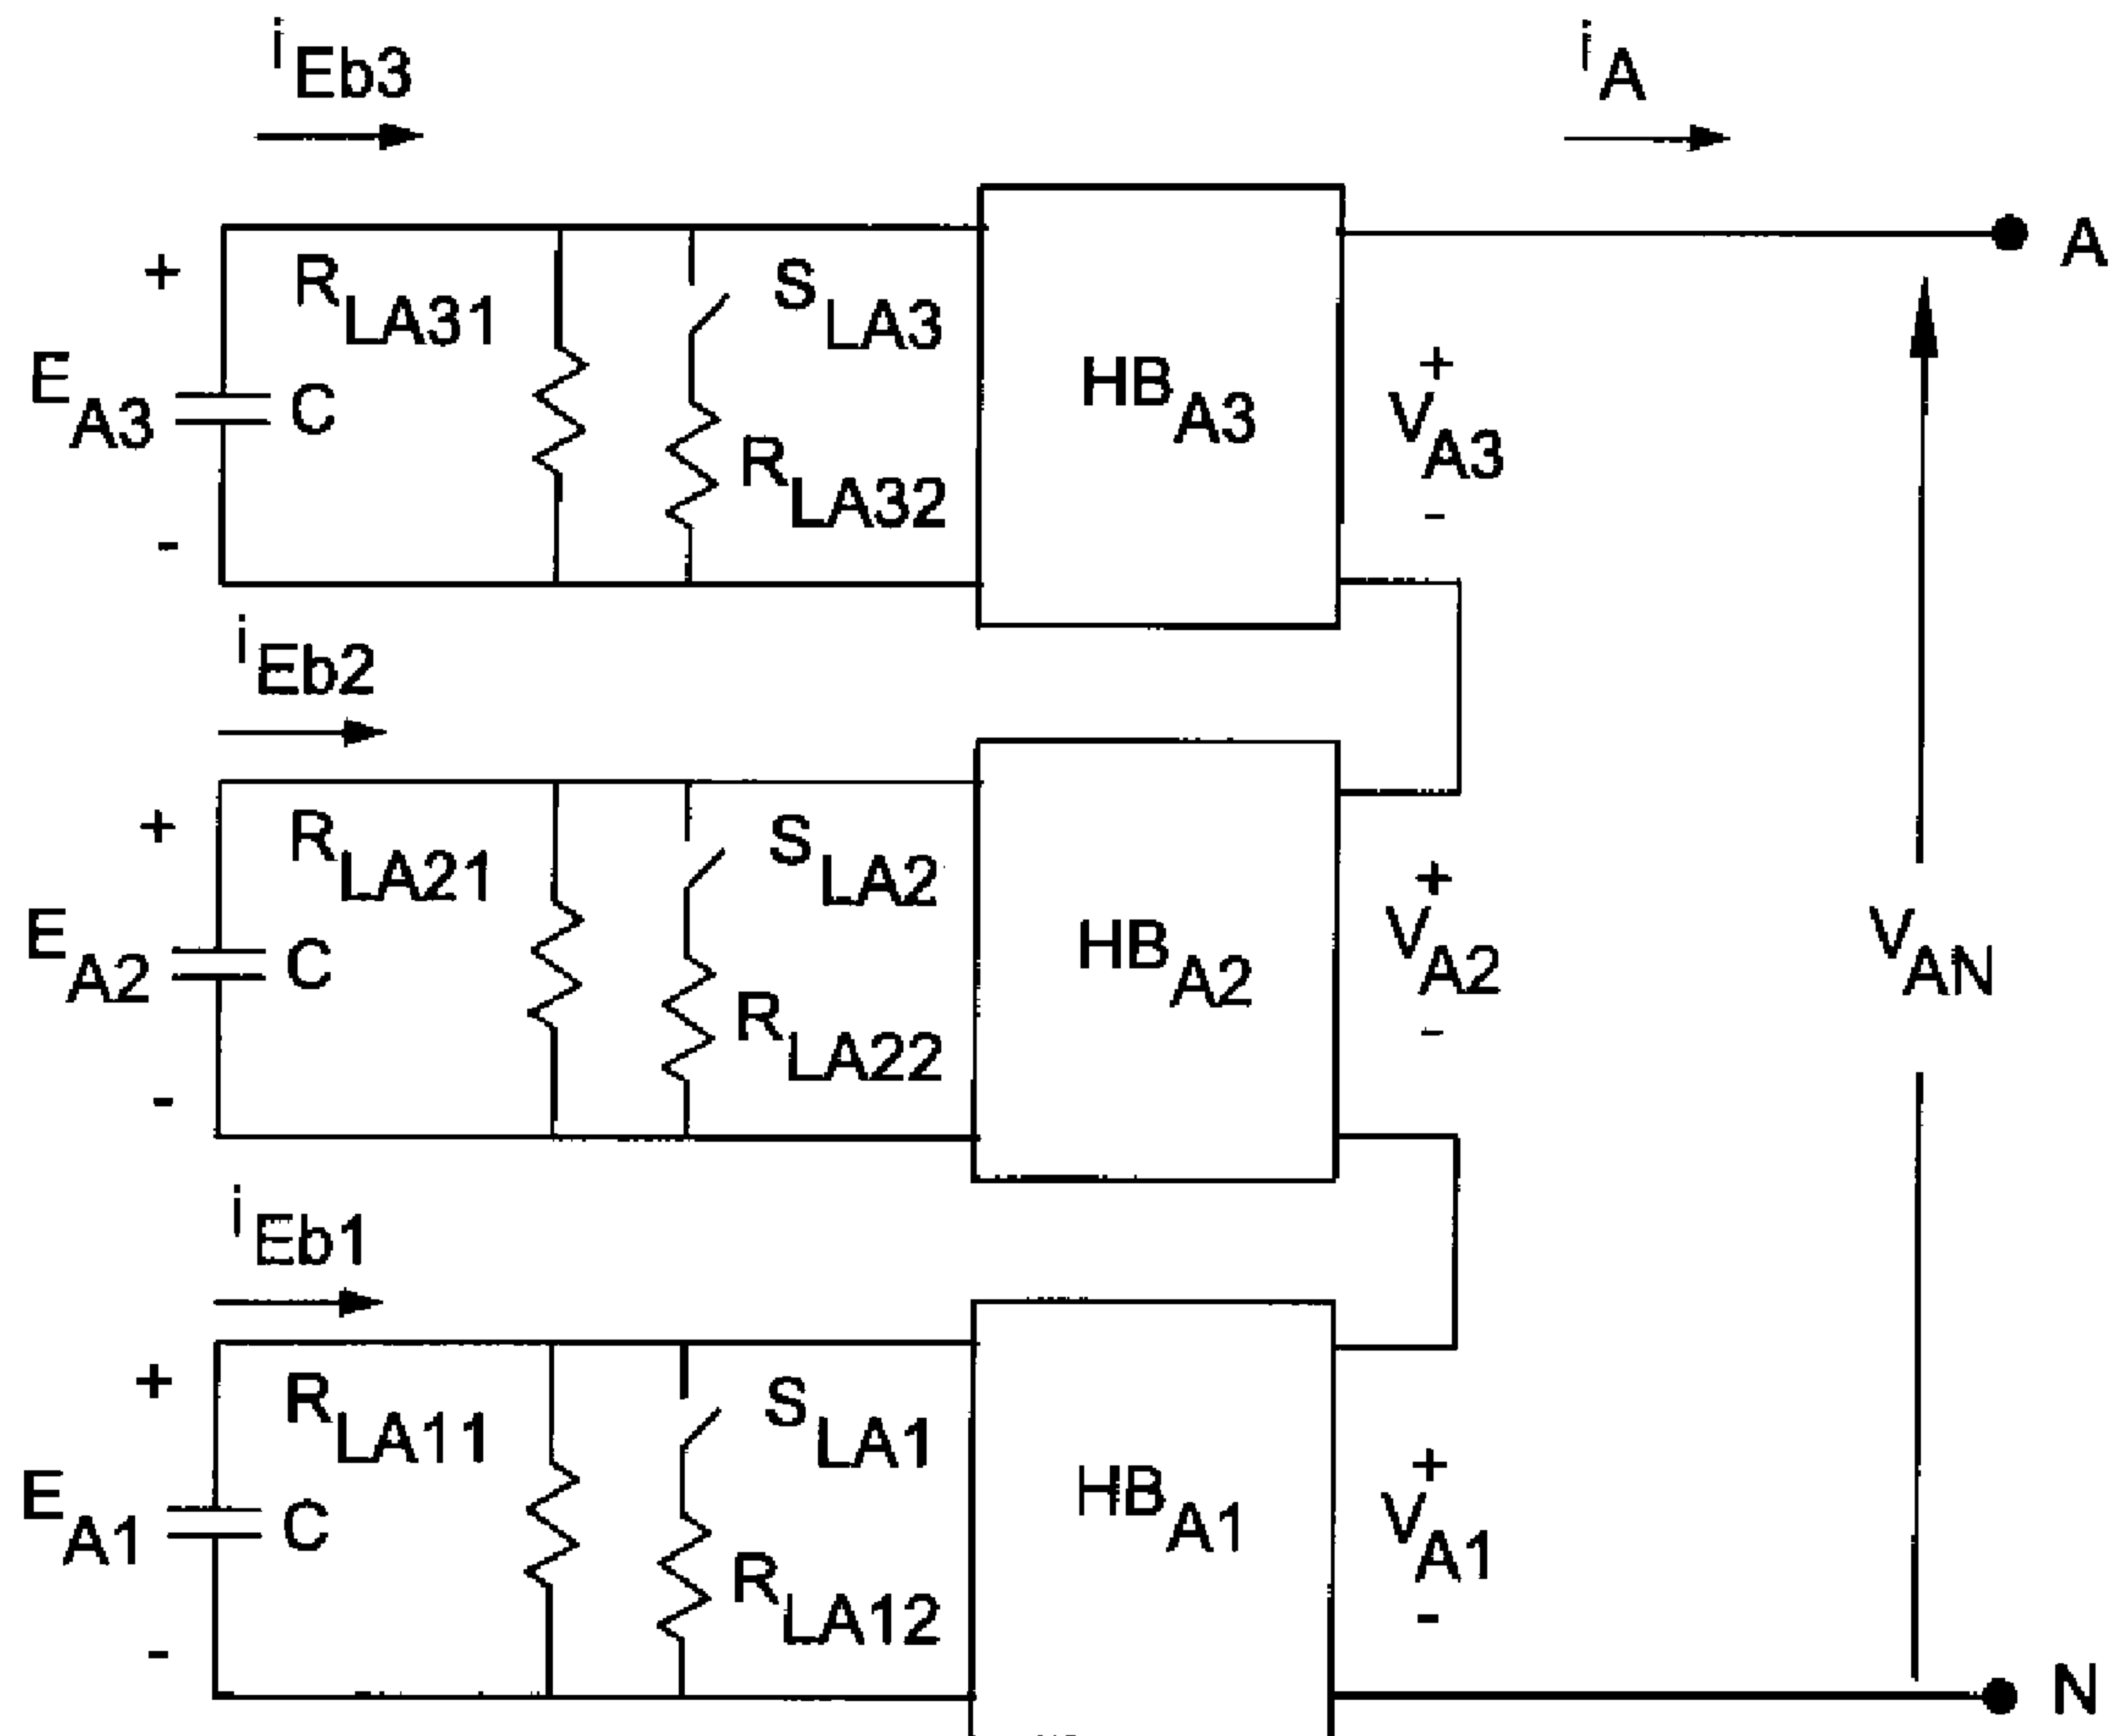 iEb3
iA
+
RLA31
SLA3
A
EA3
C
HBA3
+
VA3
-
RLA32
-
iEb2
+
RLA21
SLA2
EA2
C
HBA2
+
VA2
-
VAN
RLA22
-
iEb1
+
RLA11
SLA1
EA1
C
HBA1
+
VA1
-
RLA12
-
N